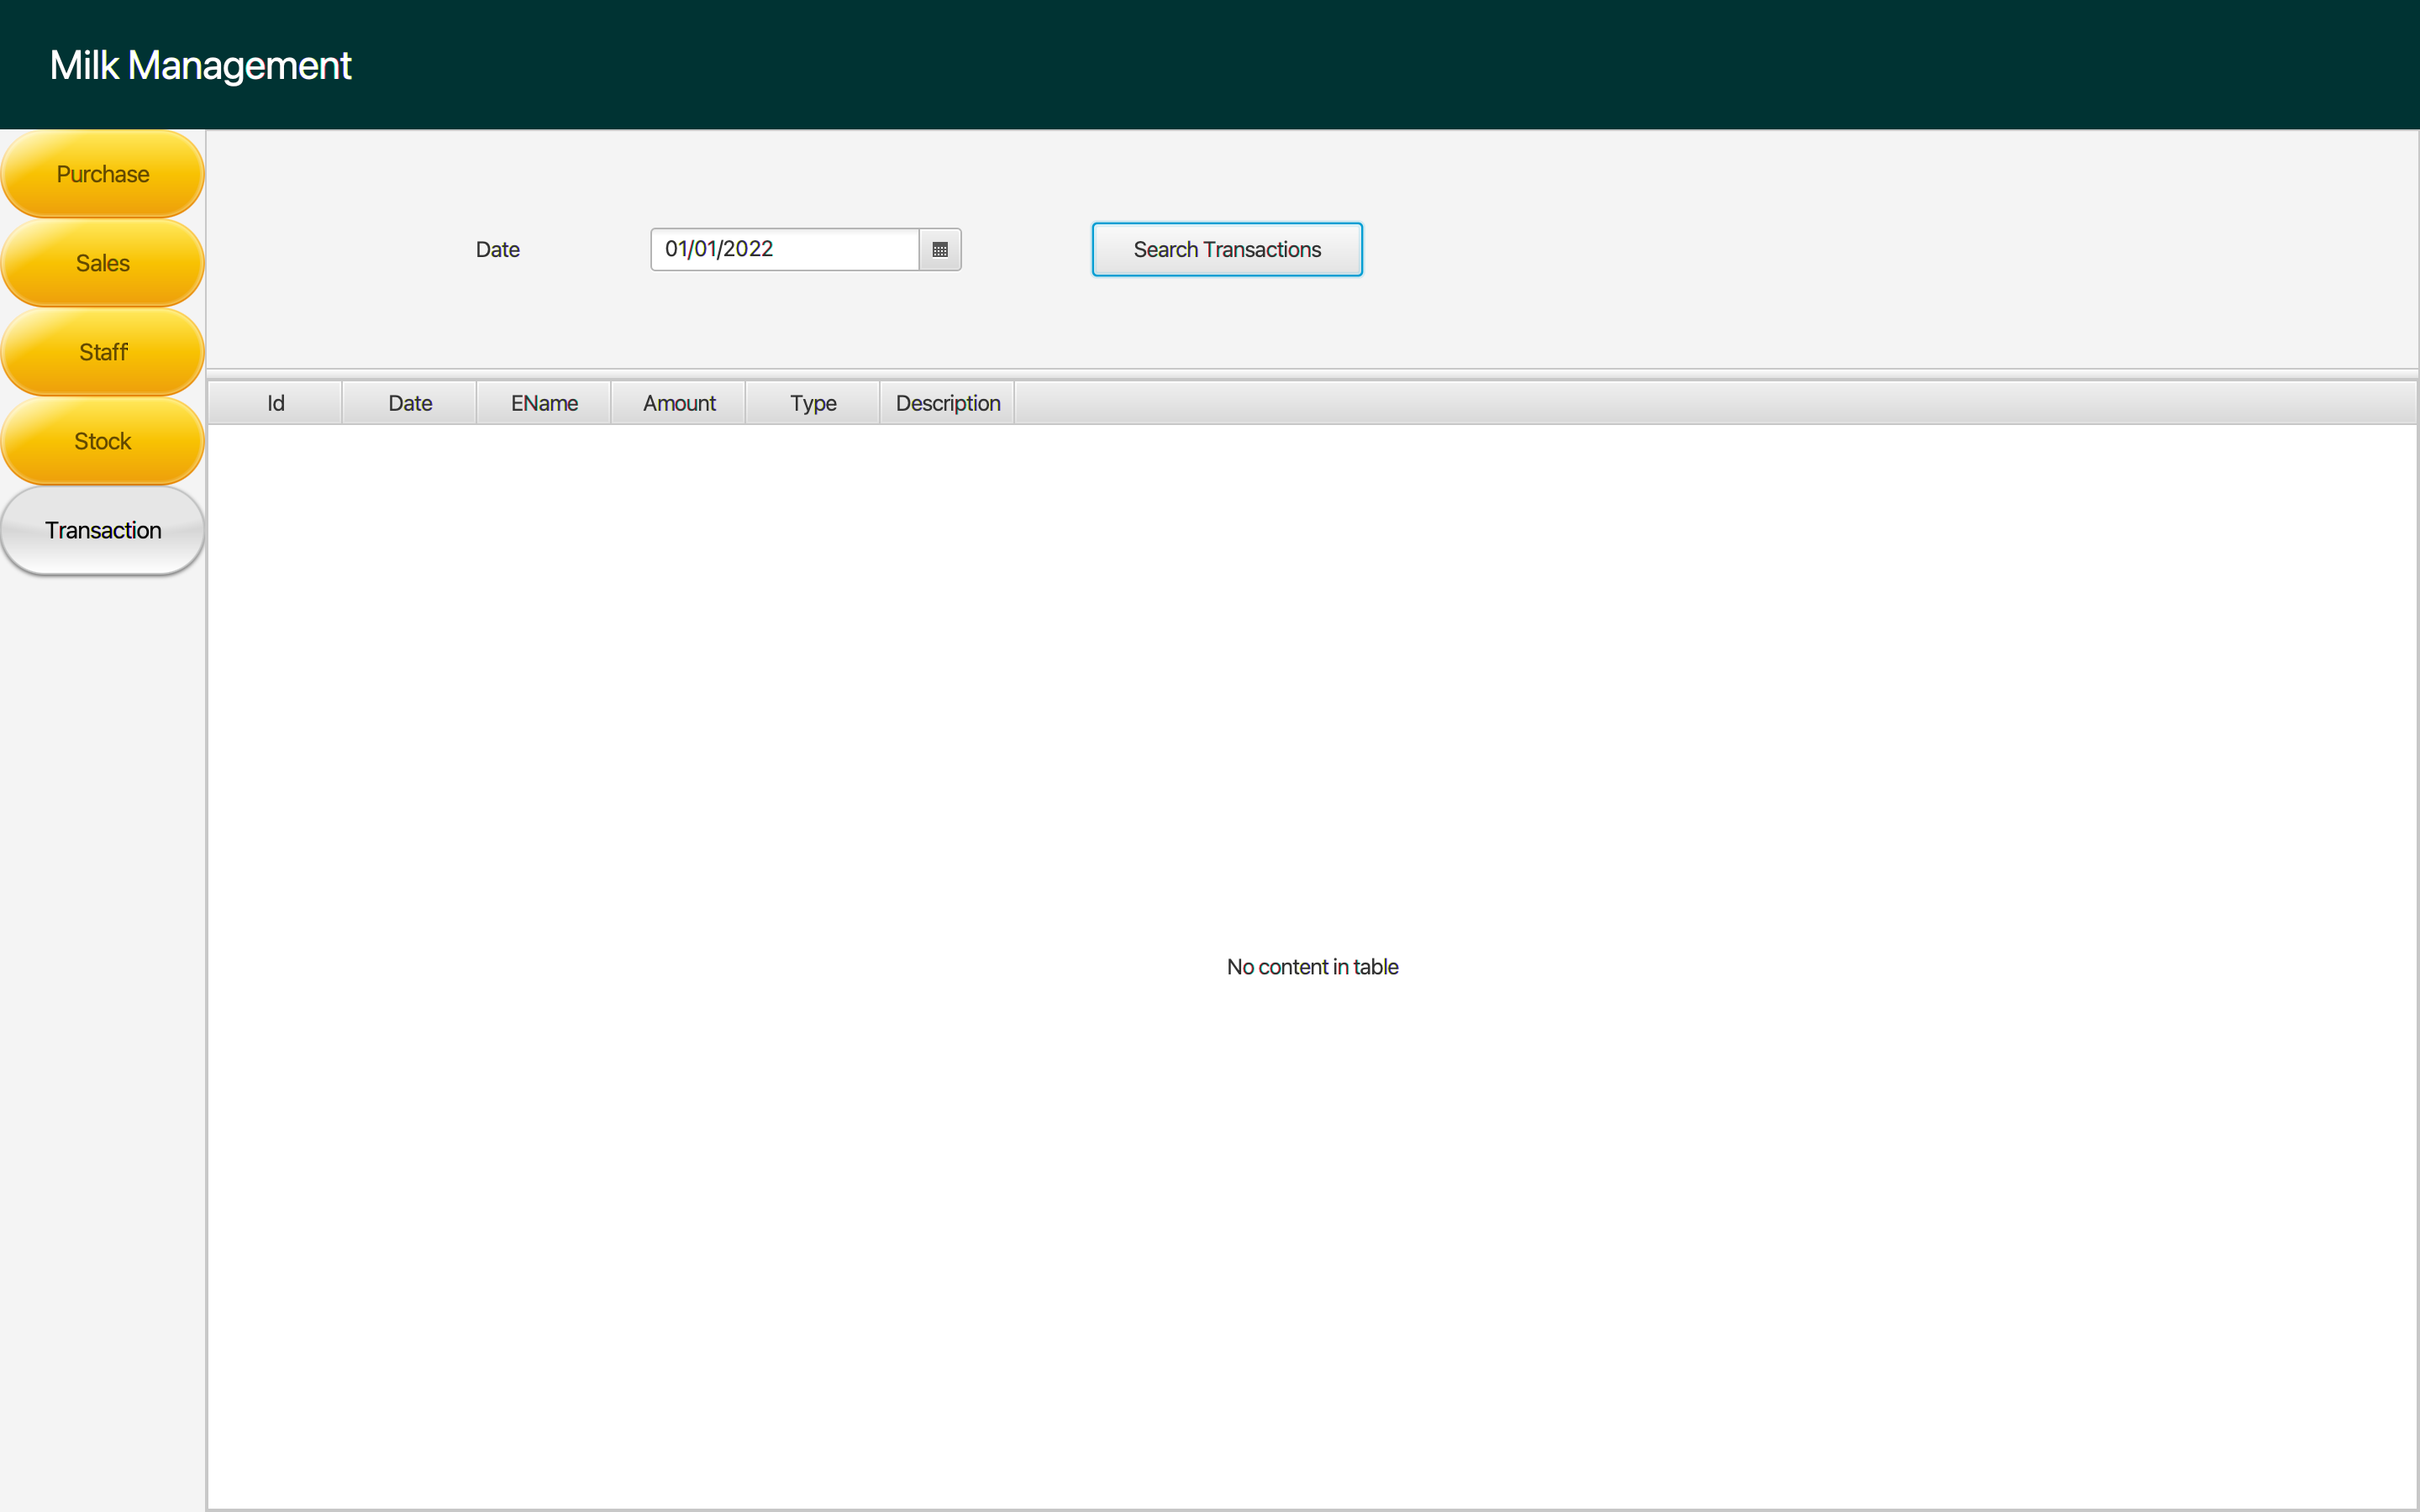 Milk Management
Purchase
Sales
Staff
Stock
Transaction
Date 01/01/2022 Search Transactions
Id Date EName Amount Type Description
No content in table